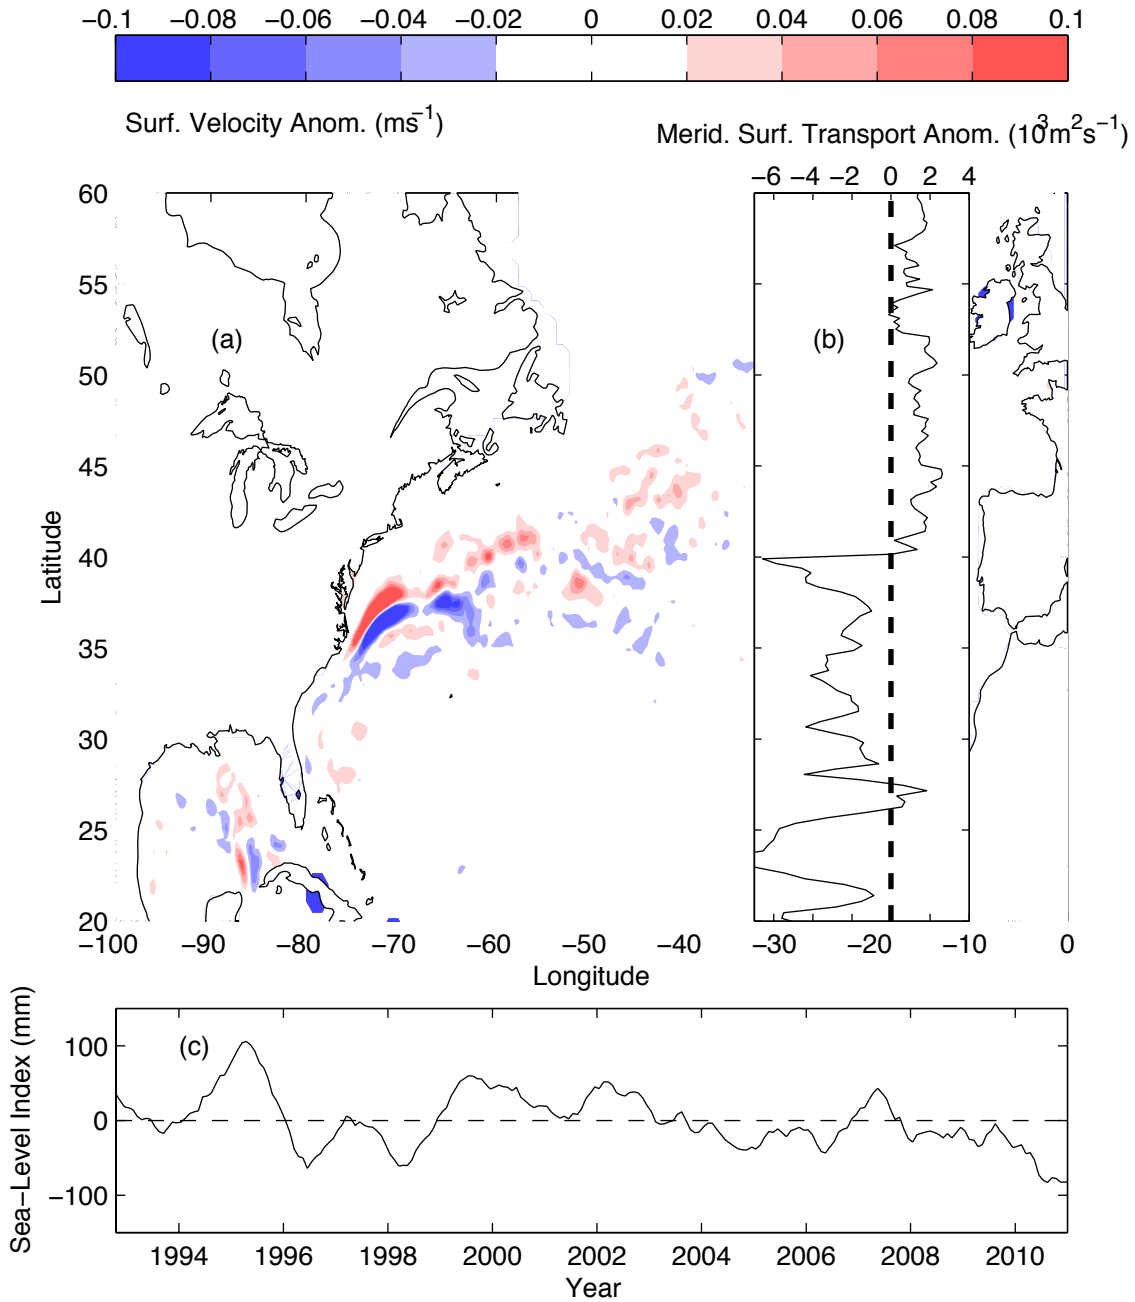 −0.1 −0.08 −0.06 −0.04 −0.02 0 0.02 0.04 0.06 0.08 0.1
Surf. Velocity Anom. (ms⁻¹)
Merid. Surf. Transport Anom. (10³m²s⁻¹)
−6 −4 −2 0 2 4
60
55
50
45
40
35
30
25
20
Latitude
(a)
(b)
−100 −90 −80 −70 −60 −50 −40 −30 −20 −10 0
Longitude
Sea−Level Index (mm)
100
0
−100
(c)
1994 1996 1998 2000 2002 2004 2006 2008 2010
Year